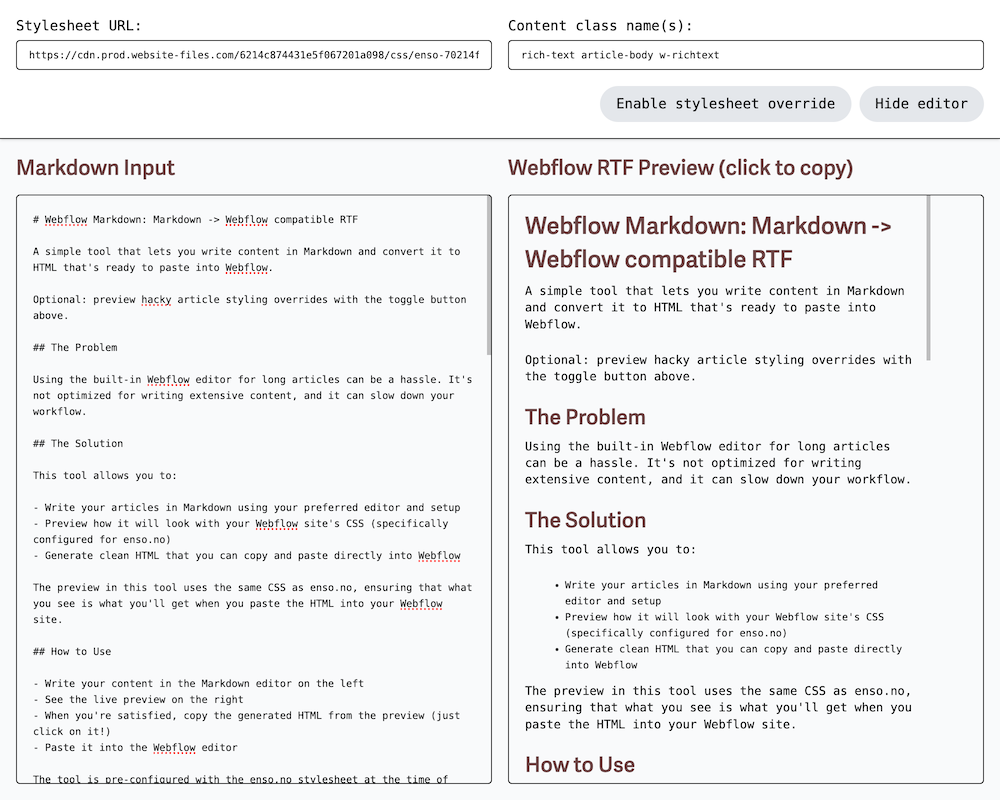 Stylesheet URL:
Content class name(s):
https://cdn.prod.website-files.com/6214c874431e5f067201a098/css/enso-70214f
rich-text article-body w-richtext
Enable stylesheet override
Hide editor
Markdown Input
# Webflow Markdown: Markdown -> Webflow compatible RTF
A simple tool that lets you write content in Markdown and convert it to
HTML that's ready to paste into Webflow.
Optional: preview hacky article styling overrides with the toggle button
above.
## The Problem
Using the built-in Webflow editor for long articles can be a hassle. It's
not optimized for writing extensive content, and it can slow down your
workflow.
## The Solution
This tool allows you to:
- Write your articles in Markdown using your preferred editor and setup
- Preview how it will look with your Webflow site's CSS (specifically
configured for enso.no)
- Generate clean HTML that you can copy and paste directly into Webflow
The preview in this tool uses the same CSS as enso.no, ensuring that what
you see is what you'll get when you paste the HTML into your Webflow
site.
## How to Use
- Write your content in the Markdown editor on the left
- See the live preview on the right
- When you're satisfied, copy the generated HTML from the preview (just
click on it!)
- Paste it into the Webflow editor
The tool is pre-configured with the enso.no stylesheet at the time of
Webflow RTF Preview (click to copy)
Webflow Markdown: Markdown ->
Webflow compatible RTF
A simple tool that lets you write content in Markdown
and convert it to HTML that's ready to paste into
Webflow.
Optional: preview hacky article styling overrides with
the toggle button above.
The Problem
Using the built-in Webflow editor for long articles
can be a hassle. It's not optimized for writing
extensive content, and it can slow down your workflow.
The Solution
This tool allows you to:
• Write your articles in Markdown using your preferred
editor and setup
• Preview how it will look with your Webflow site's CSS
(specifically configured for enso.no)
• Generate clean HTML that you can copy and paste directly
into Webflow
The preview in this tool uses the same CSS as enso.no,
ensuring that what you see is what you'll get when you
paste the HTML into your Webflow site.
How to Use